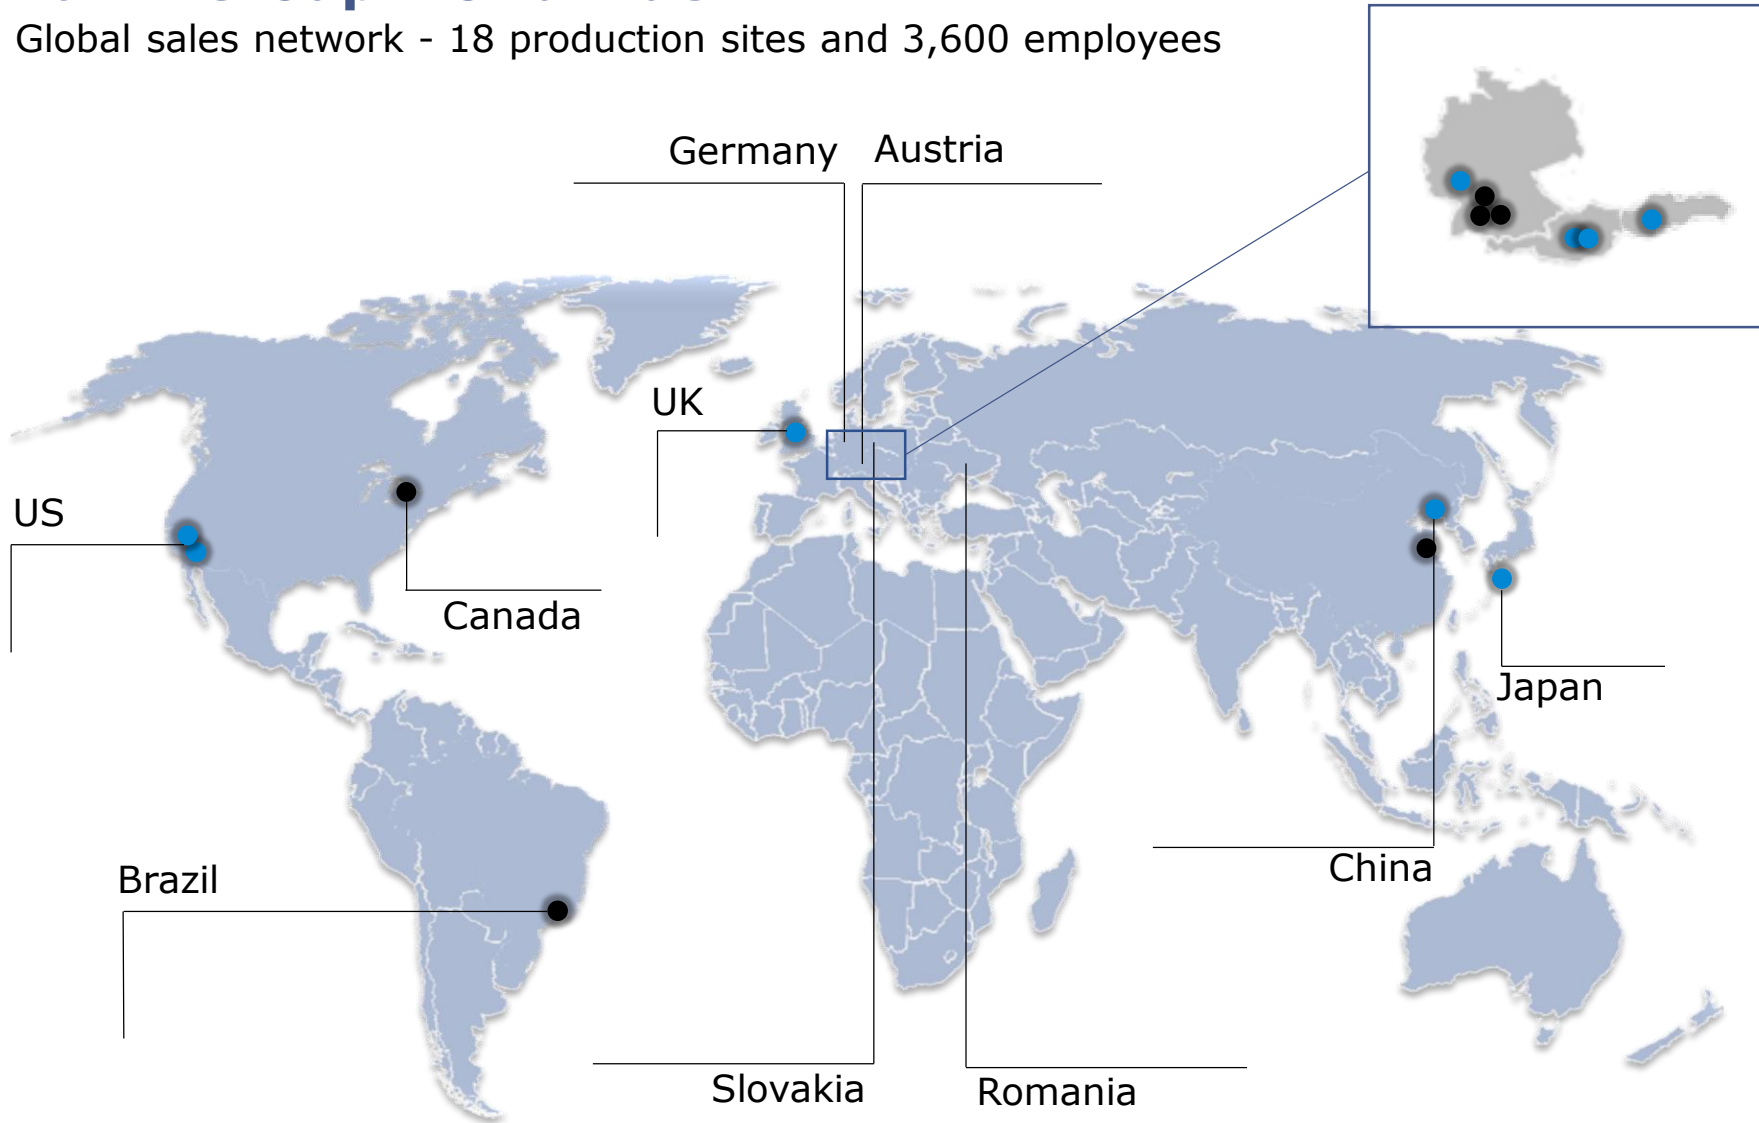 Global sales network - 18 production sites and 3,600 employees
Germany
Austria
UK
US
Canada
Japan
Brazil
China
Slovakia
Romania